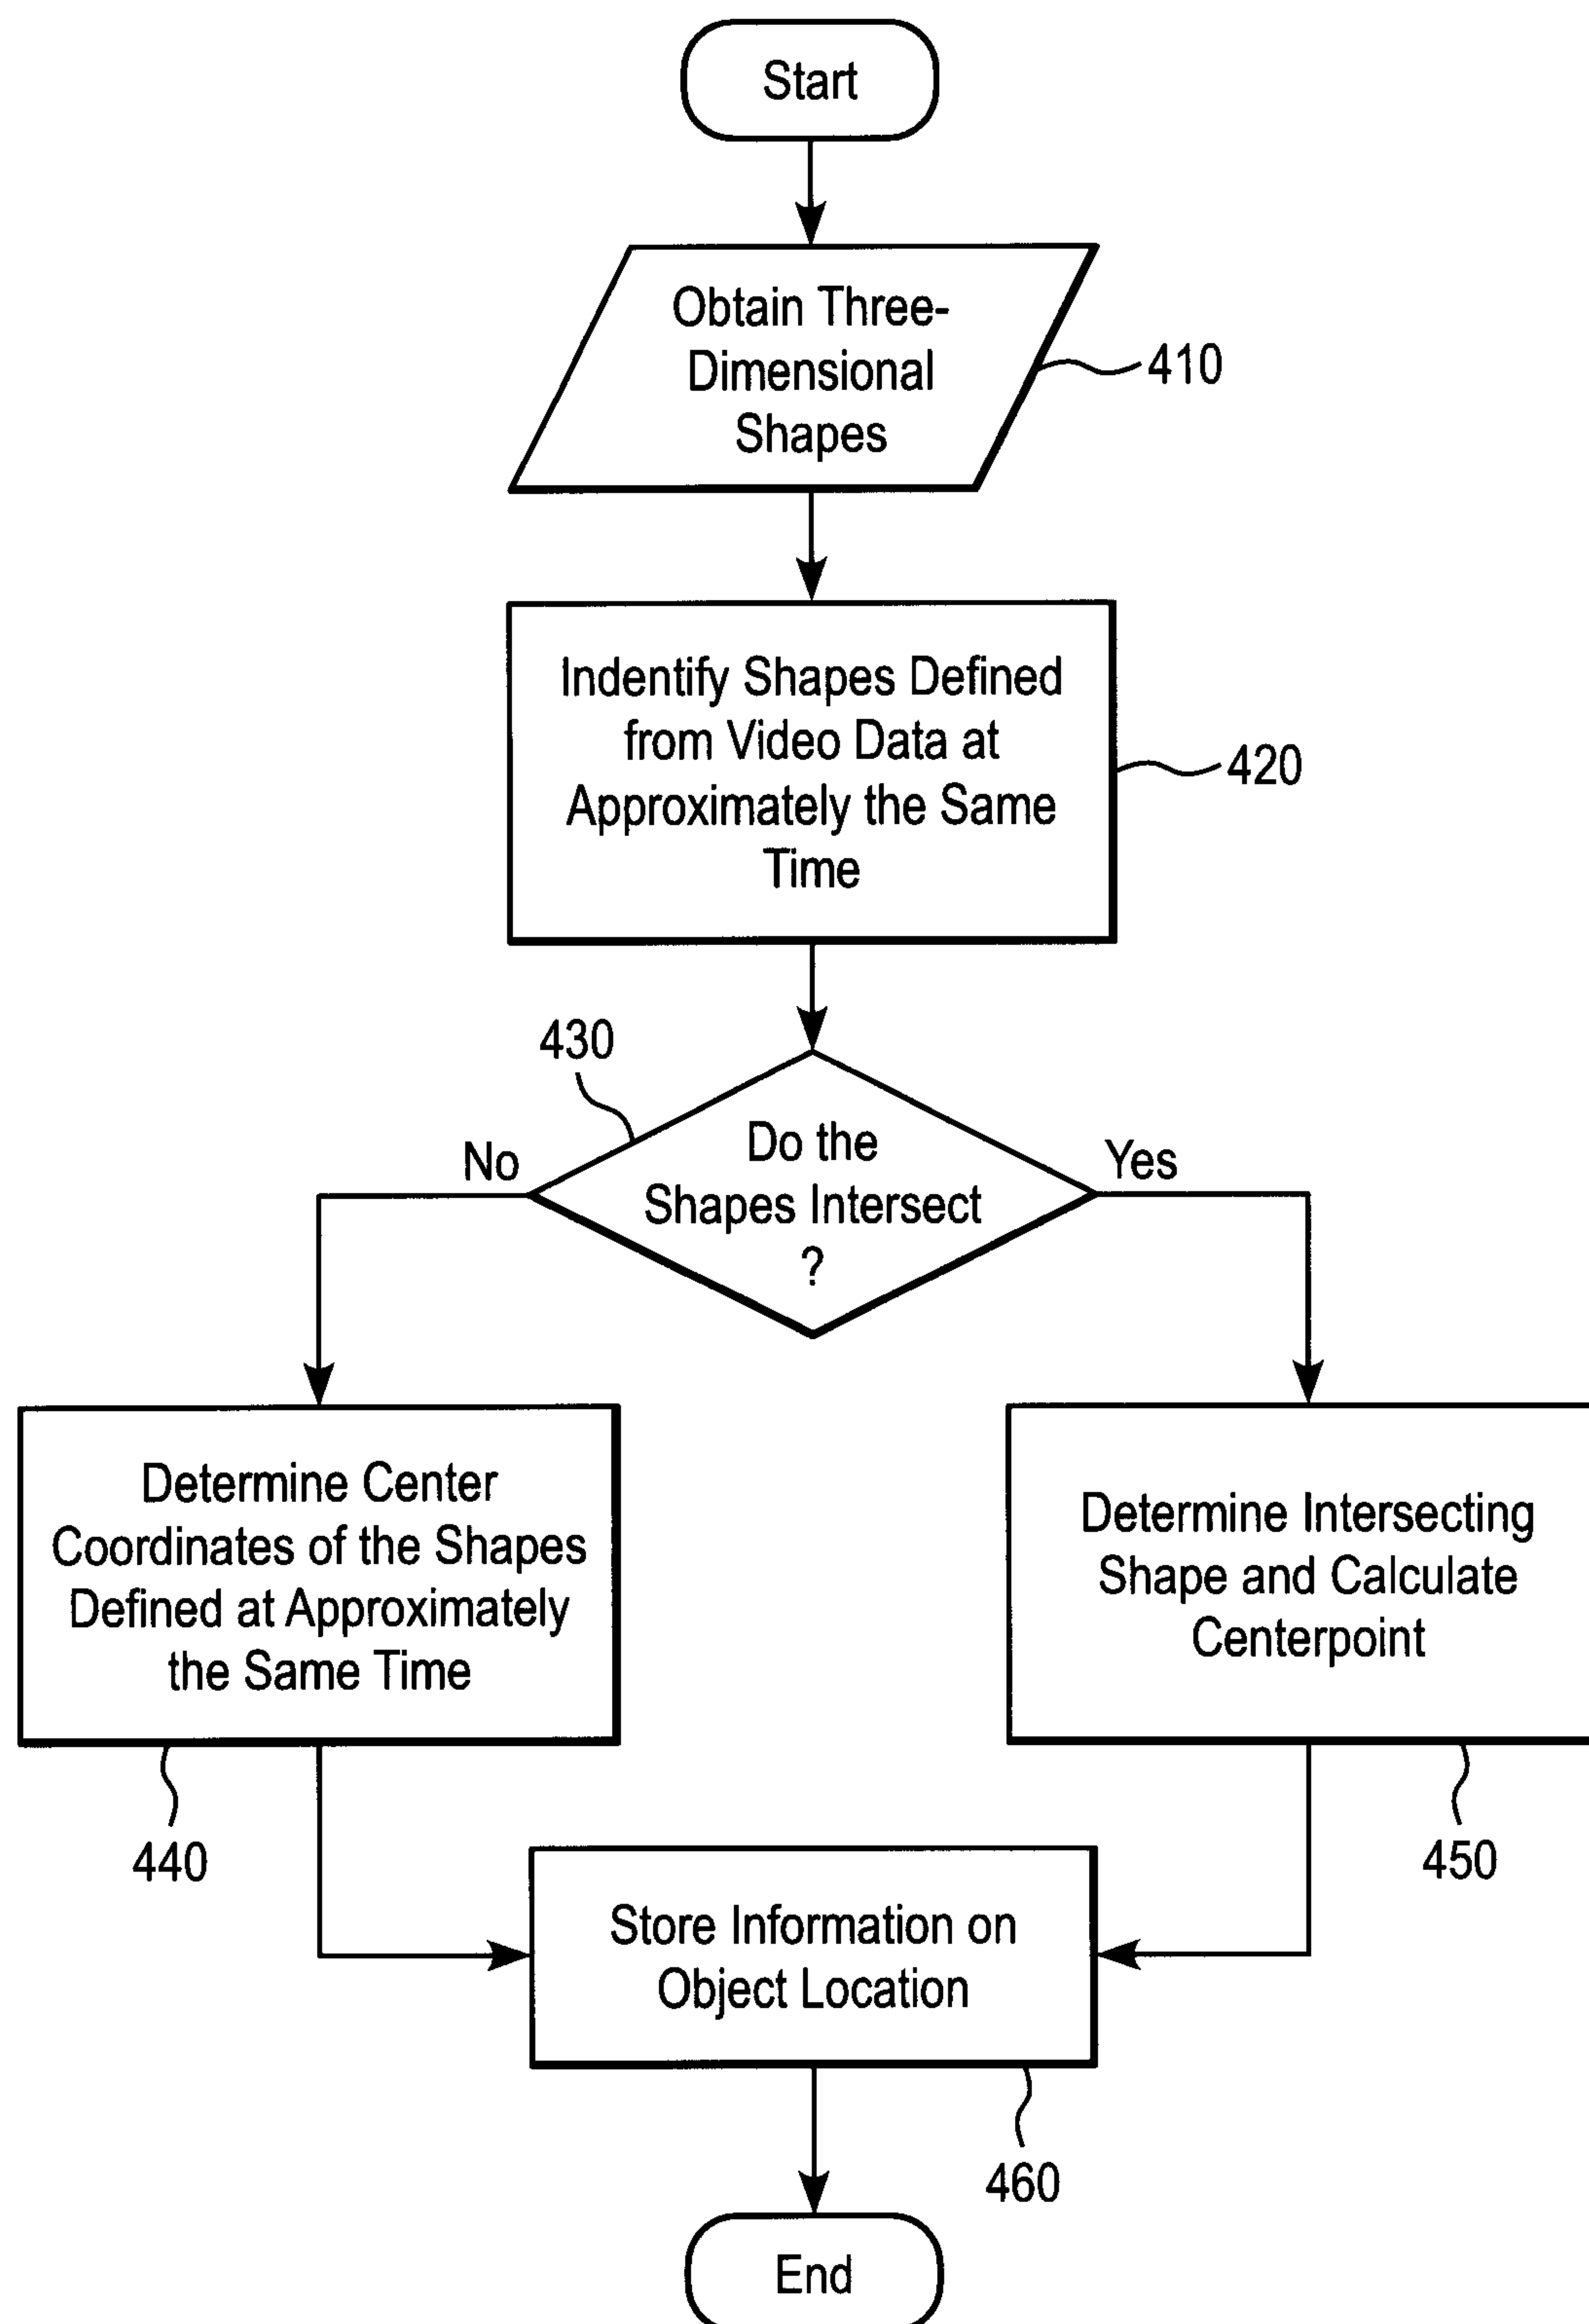 Start
Obtain Three-
Dimensional
Shapes
410
Indentify Shapes Defined
from Video Data at
Approximately the Same
Time
420
430
Do the
Shapes Intersect
?
No
Yes
Determine Center
Coordinates of the Shapes
Defined at Approximately
the Same Time
440
Determine Intersecting
Shape and Calculate
Centerpoint
450
Store Information on
Object Location
460
End